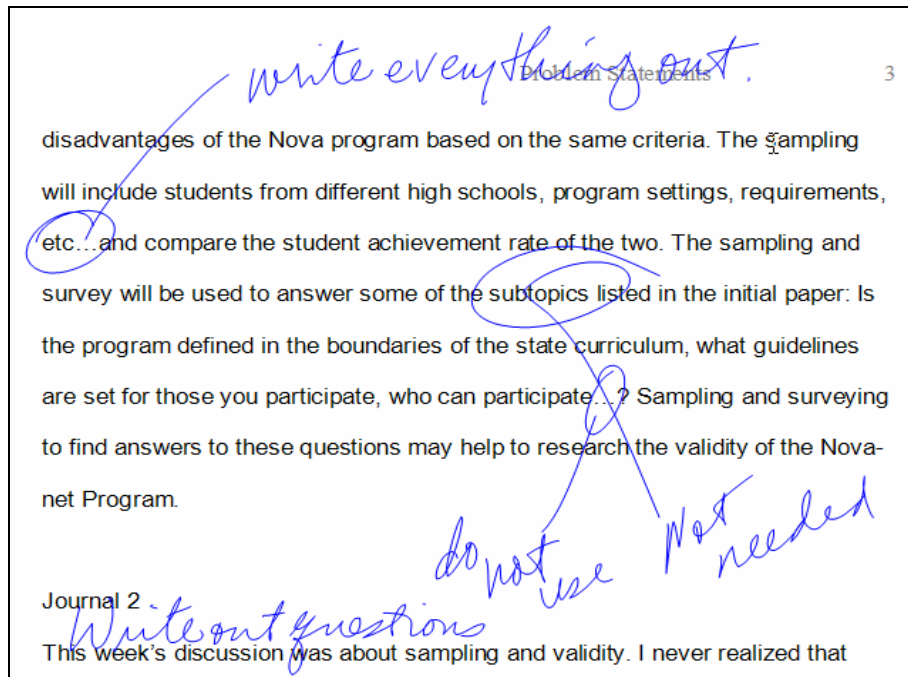 write everything out.
Problem Statements 3
disadvantages of the Nova program based on the same criteria. The sampling
will include students from different high schools, program settings, requirements,
etc...and compare the student achievement rate of the two. The sampling and
survey will be used to answer some of the subtopics listed in the initial paper: Is
the program defined in the boundaries of the state curriculum, what guidelines
are set for those you participate, who can participate...? Sampling and surveying
to find answers to these questions may help to research the validity of the Nova-
net Program.
do not use
Not needed
Journal 2
Write out questions
This week's discussion was about sampling and validity. I never realized that